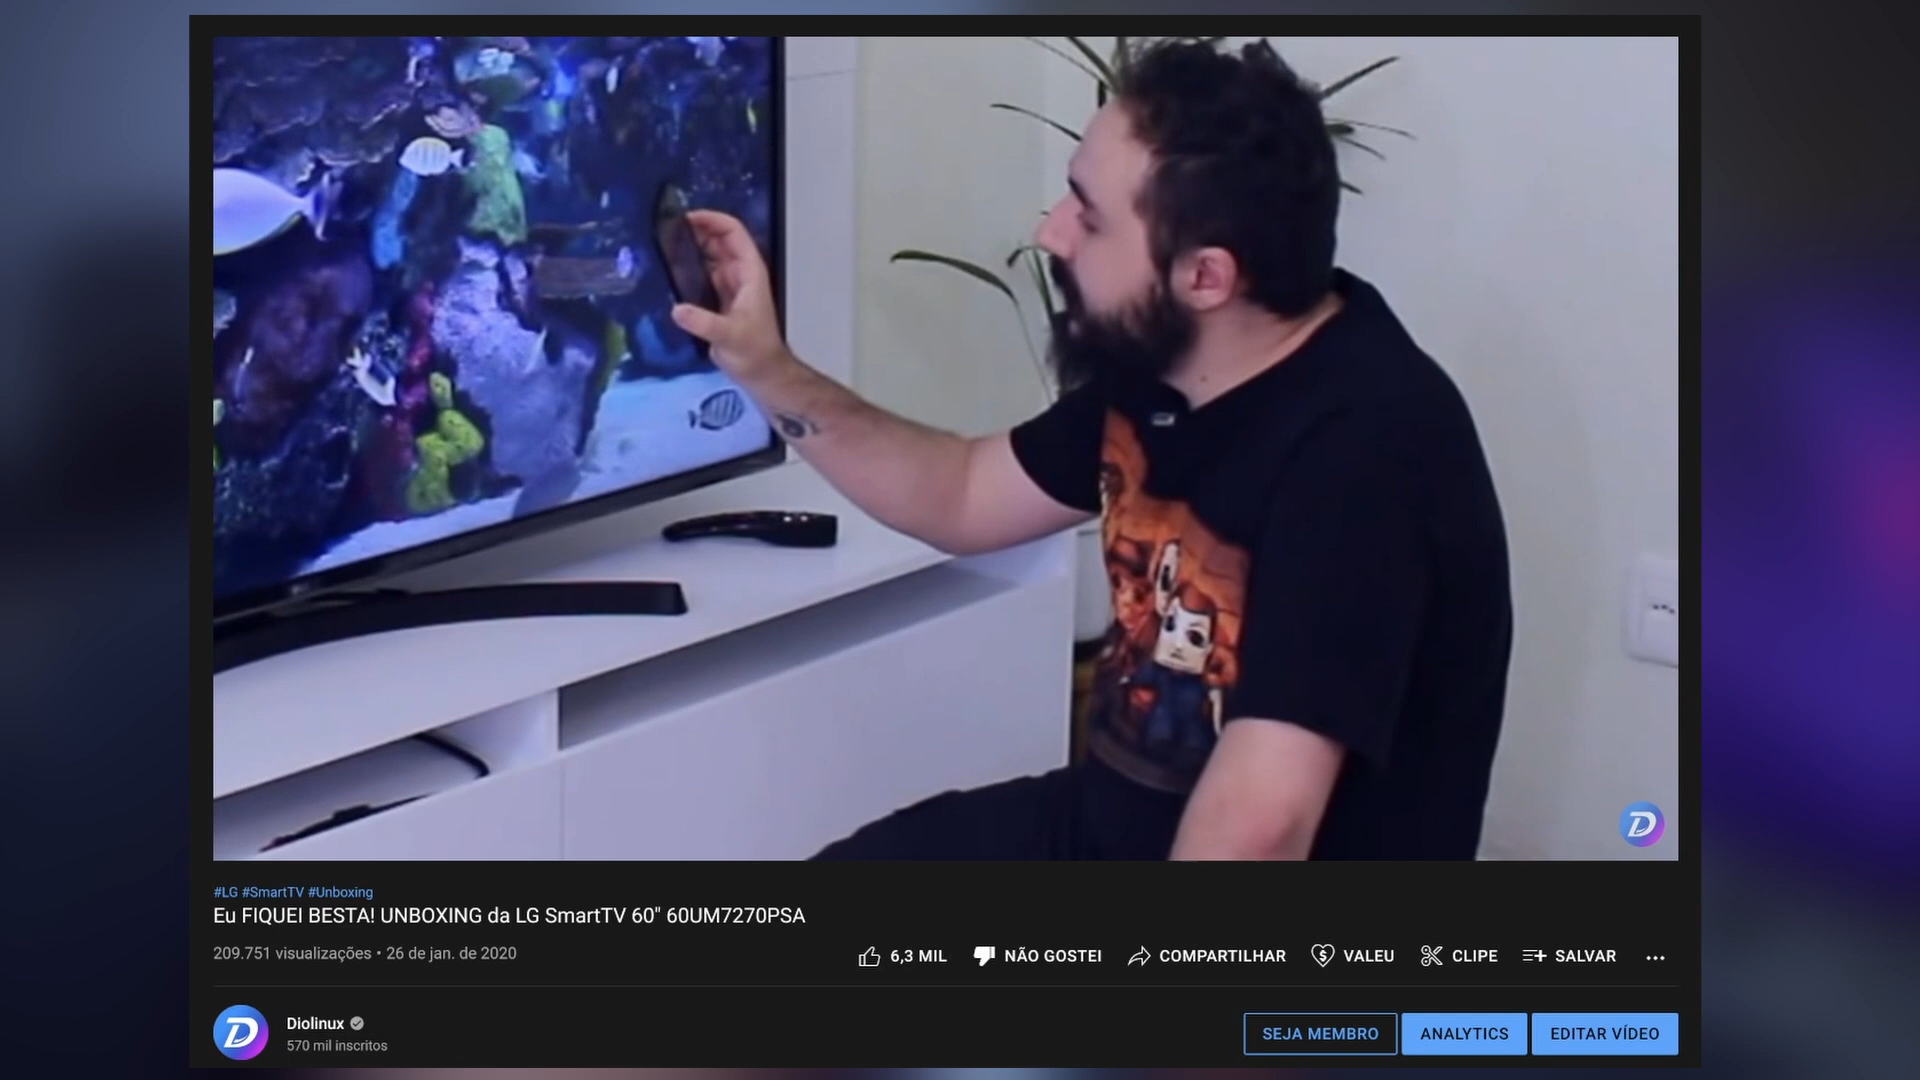 #LG #SmartTV #Unboxing
Eu FIQUEI BESTA! UNBOXING da LG SmartTV 60" 60UM7270PSA
209.751 visualizações • 26 de jan. de 2020
6,3 MIL NÃO GOSTEI COMPARTILHAR VALEU CLIPE SALVAR ...
Diolinux
570 mil inscritos
SEJA MEMBRO ANALYTICS EDITAR VÍDEO